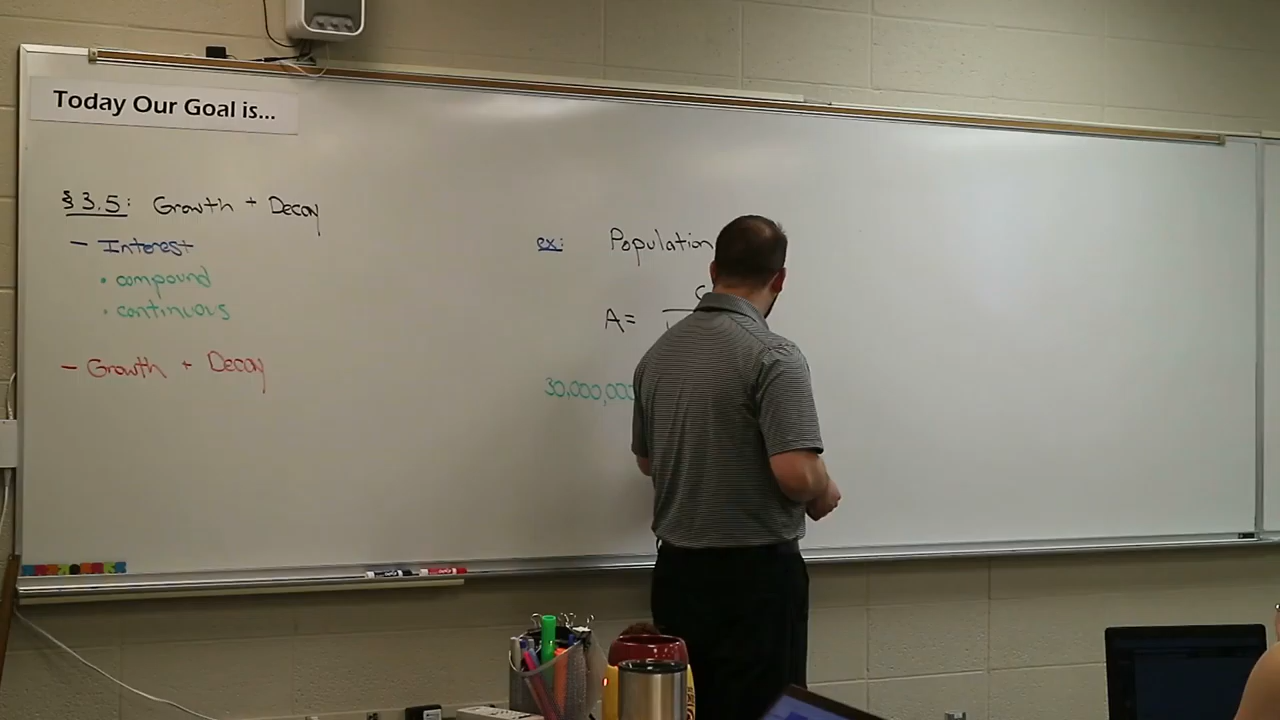 Today Our Goal is...
§ 3.5: Growth + Decay
- Interest
• compound
• continuous
- Growth + Decay
ex: Population
A=
30,000,000